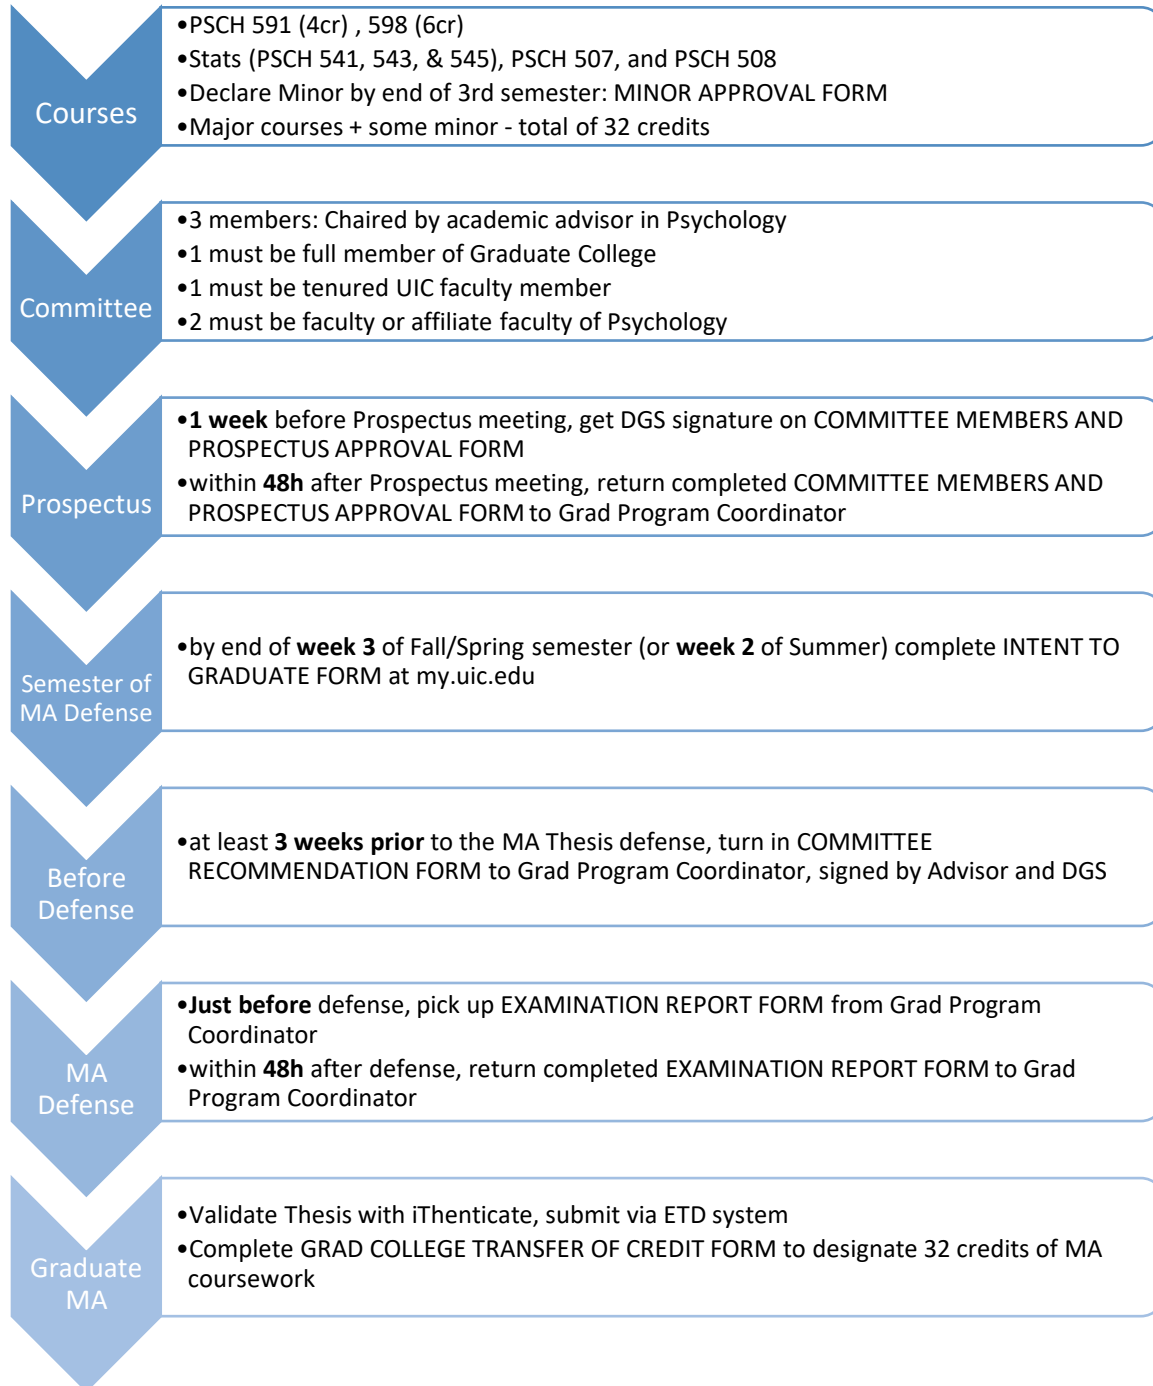 Courses
•PSCH 591 (4cr) , 598 (6cr)
•Stats (PSCH 541, 543, & 545), PSCH 507, and PSCH 508
•Declare Minor by end of 3rd semester: MINOR APPROVAL FORM
•Major courses + some minor - total of 32 credits
Committee
•3 members: Chaired by academic advisor in Psychology
•1 must be full member of Graduate College
•1 must be tenured UIC faculty member
•2 must be faculty or affiliate faculty of Psychology
Prospectus
•1 week before Prospectus meeting, get DGS signature on COMMITTEE MEMBERS AND
PROSPECTUS APPROVAL FORM
•within 48h after Prospectus meeting, return completed COMMITTEE MEMBERS AND
PROSPECTUS APPROVAL FORM to Grad Program Coordinator
Semester of
MA Defense
•by end of week 3 of Fall/Spring semester (or week 2 of Summer) complete INTENT TO
GRADUATE FORM at my.uic.edu
Before
Defense
•at least 3 weeks prior to the MA Thesis defense, turn in COMMITTEE
RECOMMENDATION FORM to Grad Program Coordinator, signed by Advisor and DGS
MA
Defense
•Just before defense, pick up EXAMINATION REPORT FORM from Grad Program
Coordinator
•within 48h after defense, return completed EXAMINATION REPORT FORM to Grad
Program Coordinator
Graduate
MA
•Validate Thesis with iThenticate, submit via ETD system
•Complete GRAD COLLEGE TRANSFER OF CREDIT FORM to designate 32 credits of MA
coursework